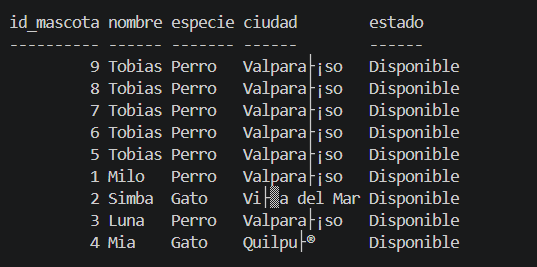 id_mascota nombre especie ciudad estado
---------- ------ ------- ------ ------
9 Tobias Perro Valpara├¡so Disponible
8 Tobias Perro Valpara├¡so Disponible
7 Tobias Perro Valpara├¡so Disponible
6 Tobias Perro Valpara├¡so Disponible
5 Tobias Perro Valpara├¡so Disponible
1 Milo Perro Valpara├¡so Disponible
2 Simba Gato Vi├▒a del Mar Disponible
3 Luna Perro Valpara├¡so Disponible
4 Mia Gato Quilpu├® Disponible